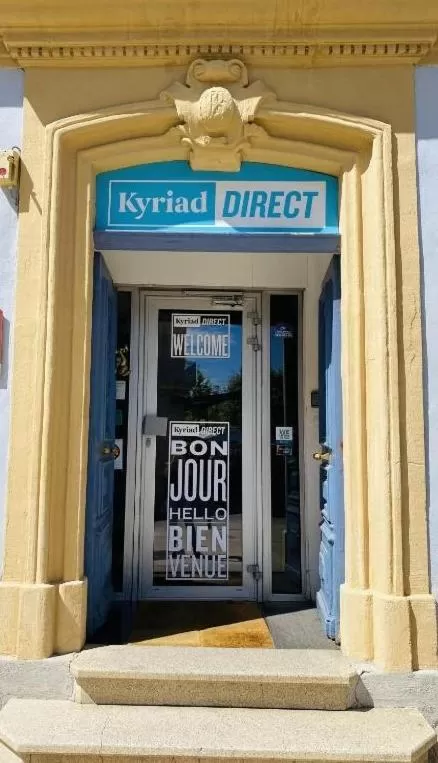 Kyriad DIRECT
Kyriad DIRECT
WELCOME
Kyriad DIRECT
BON
JOUR
HELLO
BIEN
VENUE